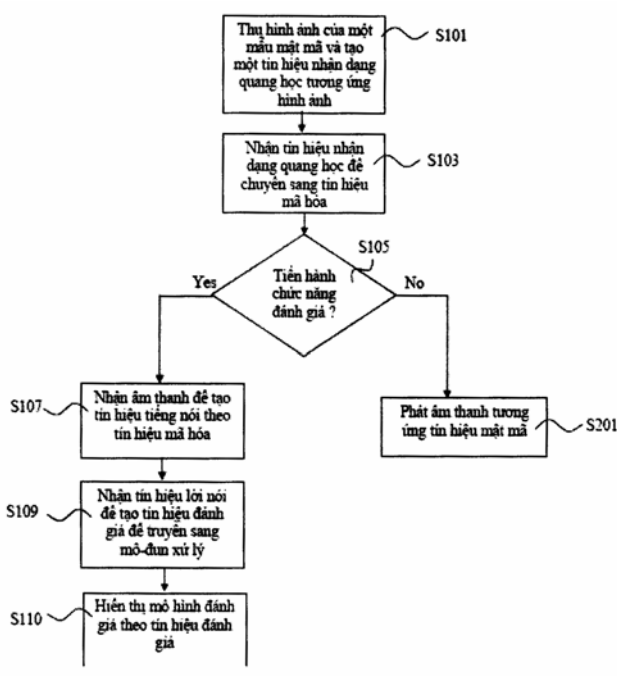 Thu hình ảnh của một
mẫu mật mã và tạo
một tin hiệu nhận dạng
quang học tương ứng
hình ảnh
S101
Nhận tin hiệu nhận
dạng quang học để
chuyển sang tin hiệu
mã hóa
S103
S105
Tiến hành
chức năng
đánh giá ?
Yes
No
Nhận âm thanh để tạo
tin hiệu tiếng nói theo
tín hiệu mã hóa
S107
Phát âm thanh tương
ứng tín hiệu mật mã
S201
Nhận tín hiệu lời nói
để tạo tin hiệu đánh
giá để truyền sang
mô-đun xử lý
S109
Hiển thị mô hình đánh
giá theo tín hiệu đánh
giá
S110